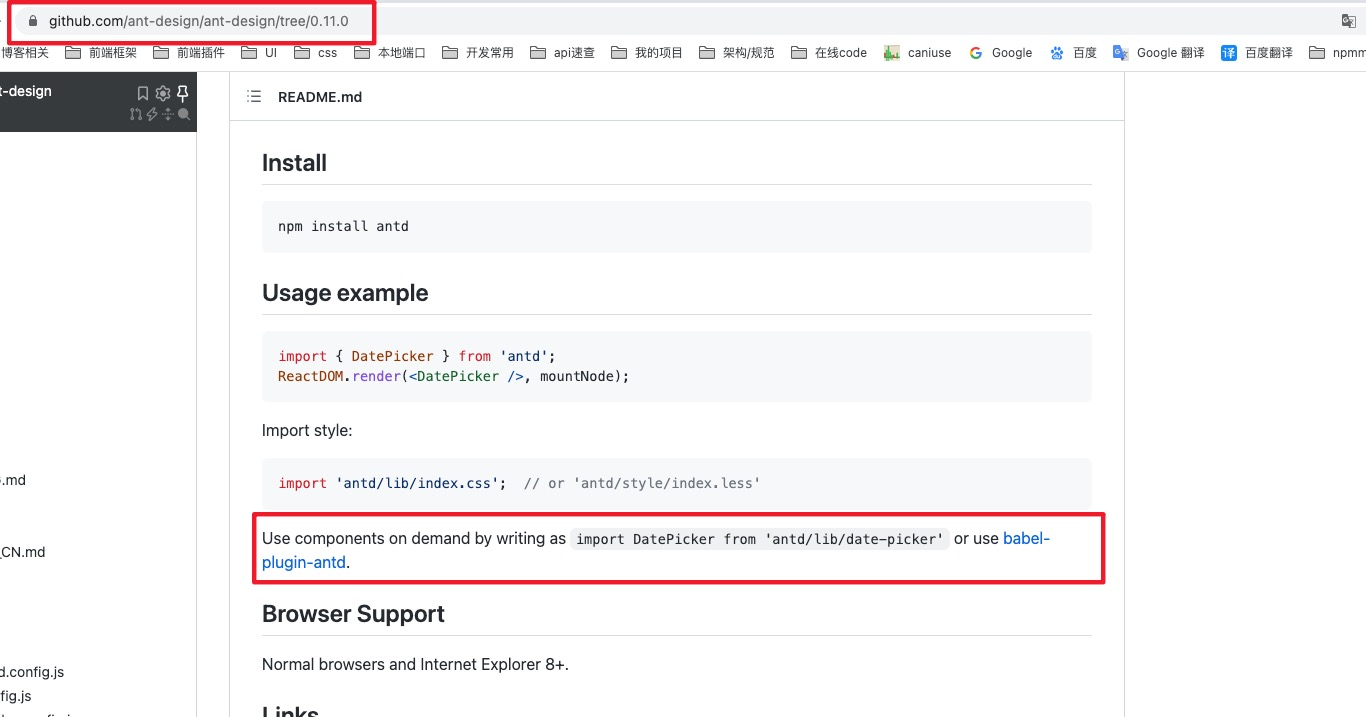 github.com/ant-design/ant-design/tree/0.11.0
博客相关 前端框架 前端插件 UI css 本地端口 开发常用 api速查 我的项目 架构/规范 在线code caniuse Google 百度 Google 翻译 百度翻译 npmm
t-design
README.md
Install
npm install antd
Usage example
import { DatePicker } from 'antd';
ReactDOM.render(<DatePicker />, mountNode);
Import style:
import 'antd/lib/index.css';  // or 'antd/style/index.less'
.md
Use components on demand by writing as import DatePicker from 'antd/lib/date-picker' or use babel-
plugin-antd.
_CN.md
Browser Support
Normal browsers and Internet Explorer 8+.
d.config.js
fig.js
Links